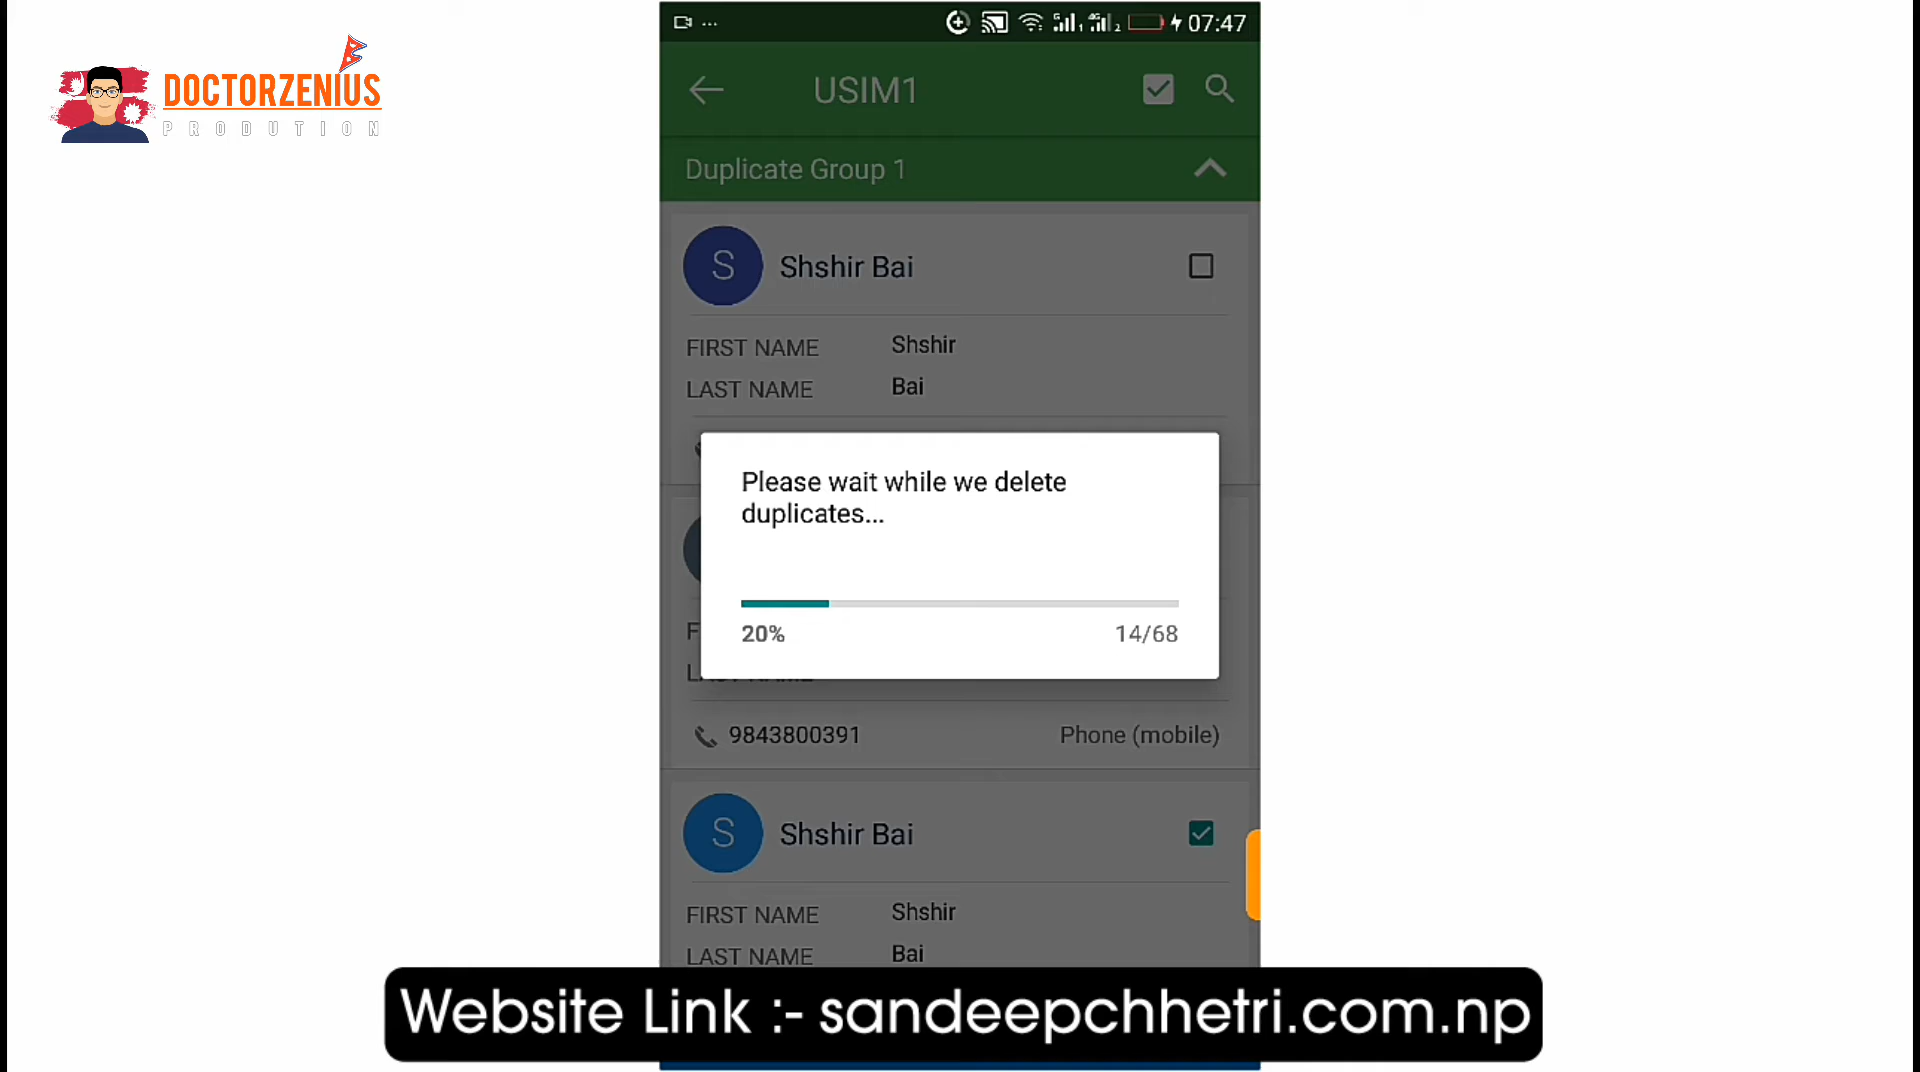 DOCTORZENIUS
PRODUTION
... 07:47
USIM1
Duplicate Group 1
S Shshir Bai
FIRST NAME Shshir
LAST NAME Bai
Please wait while we delete
duplicates...
20% 14/68
9843800391 Phone (mobile)
S Shshir Bai
FIRST NAME Shshir
LAST NAME Bai
Website Link :- sandeepchhetri.com.np